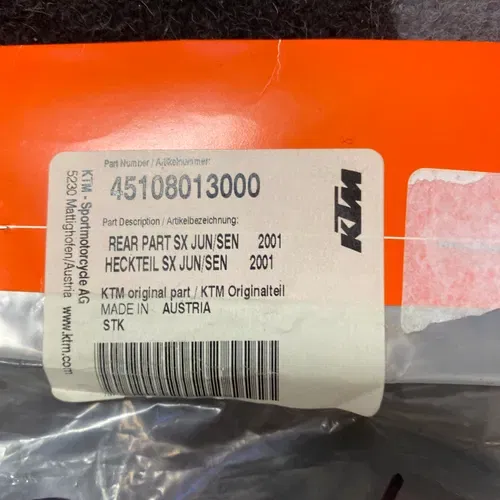 Part Number / Artikelnummer:
45108013000
Part Description / Artikelbezeichnung:
REAR PART SX JUN/SEN 2001
HECKTEIL SX JUN/SEN 2001
KTM original part / KTM Originalteil
MADE IN AUSTRIA
STK
KTM
KTM - Sportmotorcycle AG
5230 Mattighofen/Austria
www.ktm.com